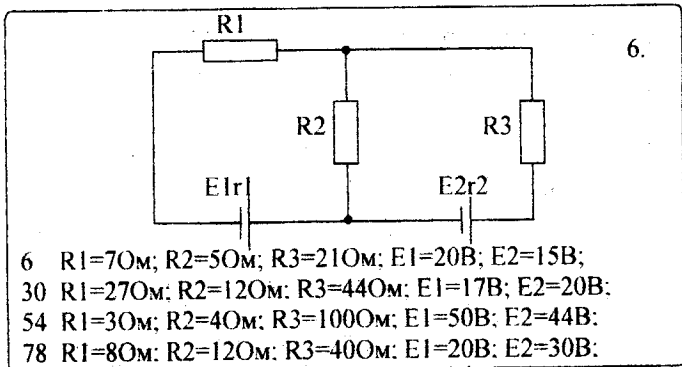 R1
6.
R2
R3
E1r1
E2r2
6 R1=7Ом; R2=5Ом; R3=21Ом; E1=20В; E2=15В;
30 R1=27Ом; R2=12Ом; R3=44Ом; E1=17В; E2=20В;
54 R1=3Ом; R2=4Ом; R3=100Ом; E1=50В; E2=44В;
78 R1=8Ом; R2=12Ом; R3=40Ом; E1=20В; E2=30В;